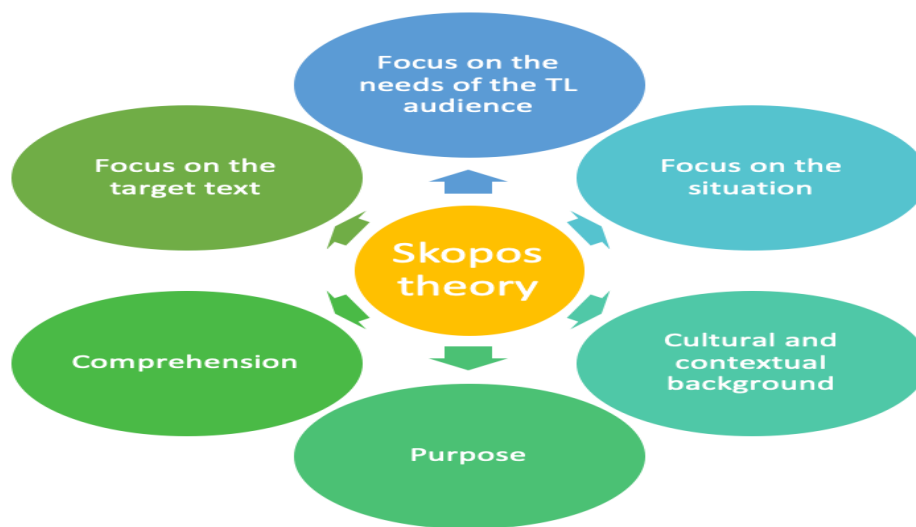 Focus on the
needs of the TL
audience
Focus on the
target text
Focus on the
situation
Skopos
theory
Comprehension
Cultural and
contextual
background
Purpose